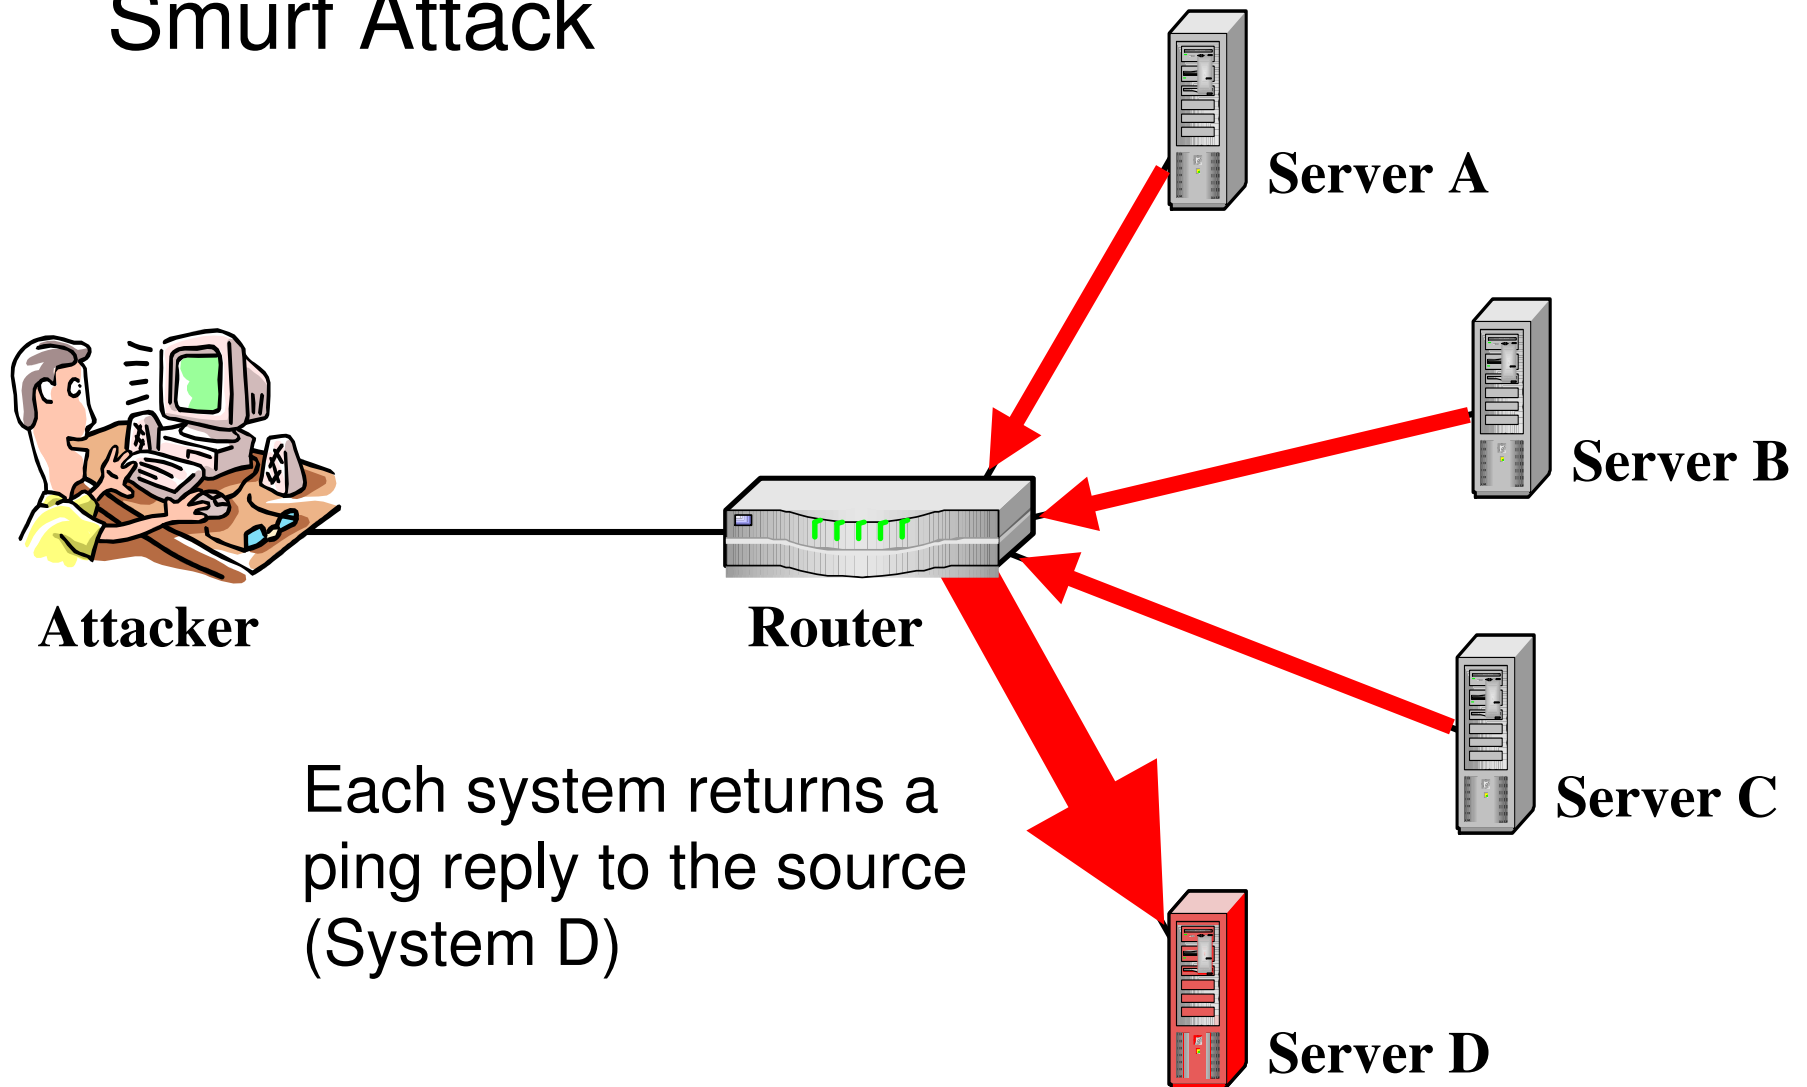 Smurf Attack
Server A
Server B
Attacker
Router
Server C
Each system returns a
ping reply to the source
(System D)
Server D